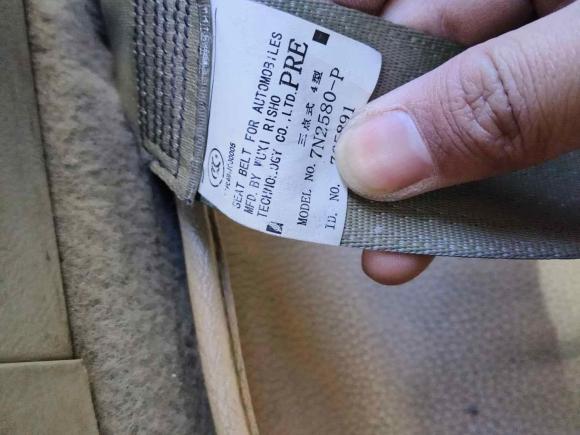 SEAT BELT FOR AUTOMOBILES
MFD. BY WUXI RISHO
TECHNOLOGY CO.,LTD. PRE
三点式 4型
MODEL NO. 7N2580-P
ID. NO.